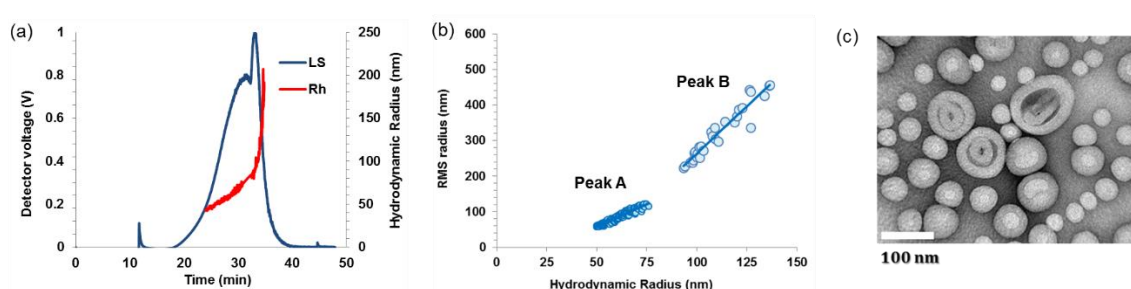 (a)
1
0.8
0.6
0.4
0.2
0
Detector voltage (V)
0
10
20
30
40
50
Time (min)
250
200
150
100
50
0
Hydrodynamic Radius (nm)
LS
Rh
(b)
600
500
400
300
200
100
0
RMS radius (nm)
Peak B
Peak A
0
25
50
75
100
125
150
Hydrodynamic Radius (nm)
(c)
100 nm